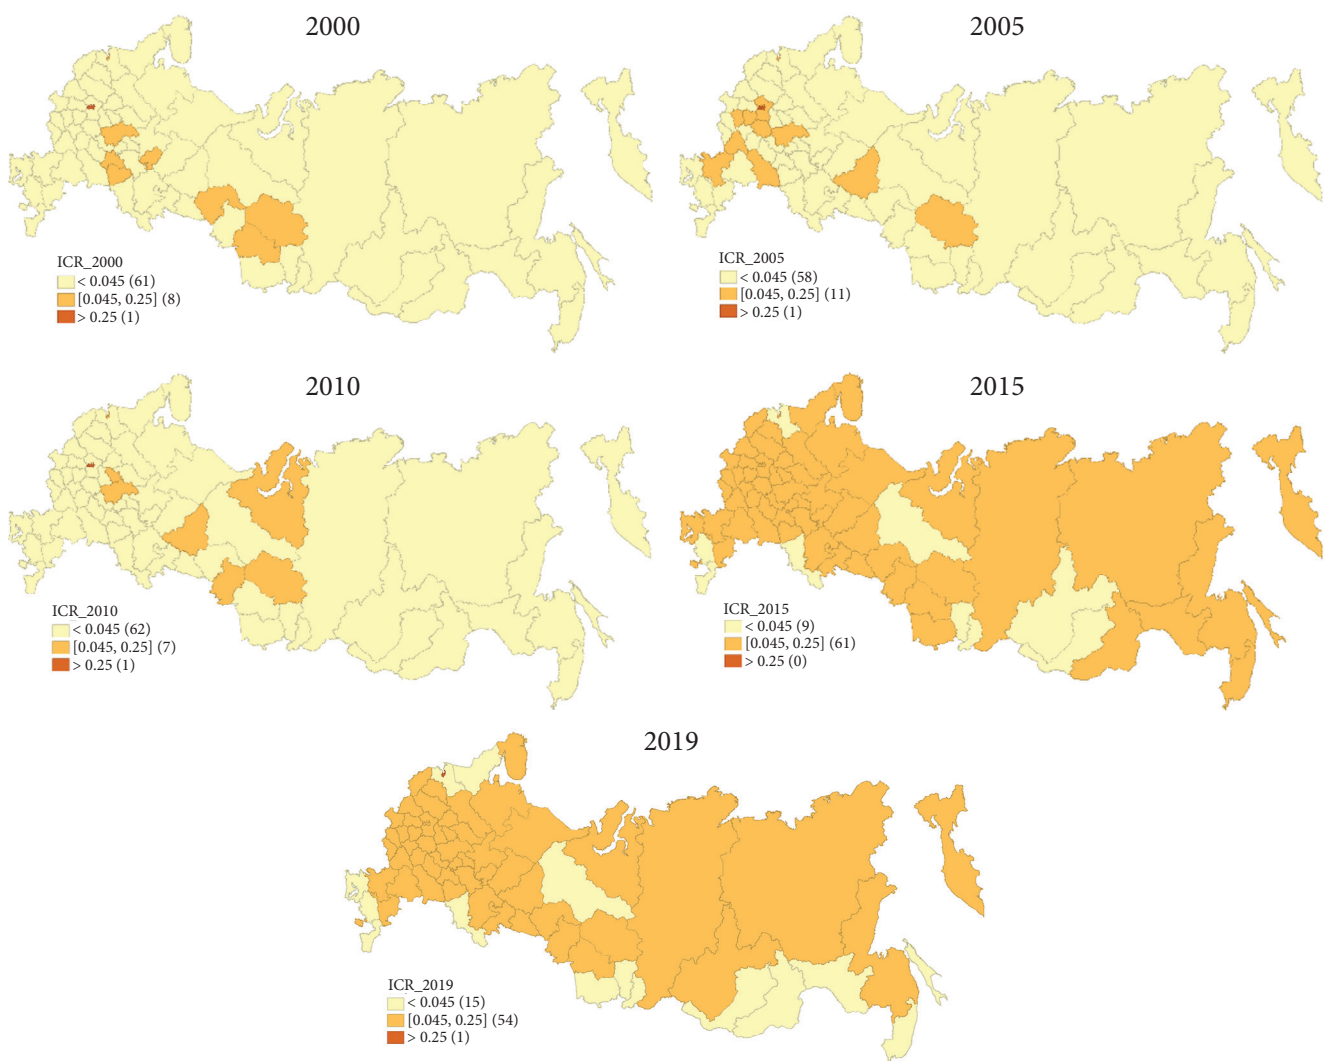 2000
ICR_2000
< 0.045 (61)
[0.045, 0.25] (8)
> 0.25 (1)
2005
ICR_2005
< 0.045 (58)
[0.045, 0.25] (11)
> 0.25 (1)
2010
ICR_2010
< 0.045 (62)
[0.045, 0.25] (7)
> 0.25 (1)
2015
ICR_2015
< 0.045 (9)
[0.045, 0.25] (61)
> 0.25 (0)
2019
ICR_2019
< 0.045 (15)
[0.045, 0.25] (54)
> 0.25 (1)